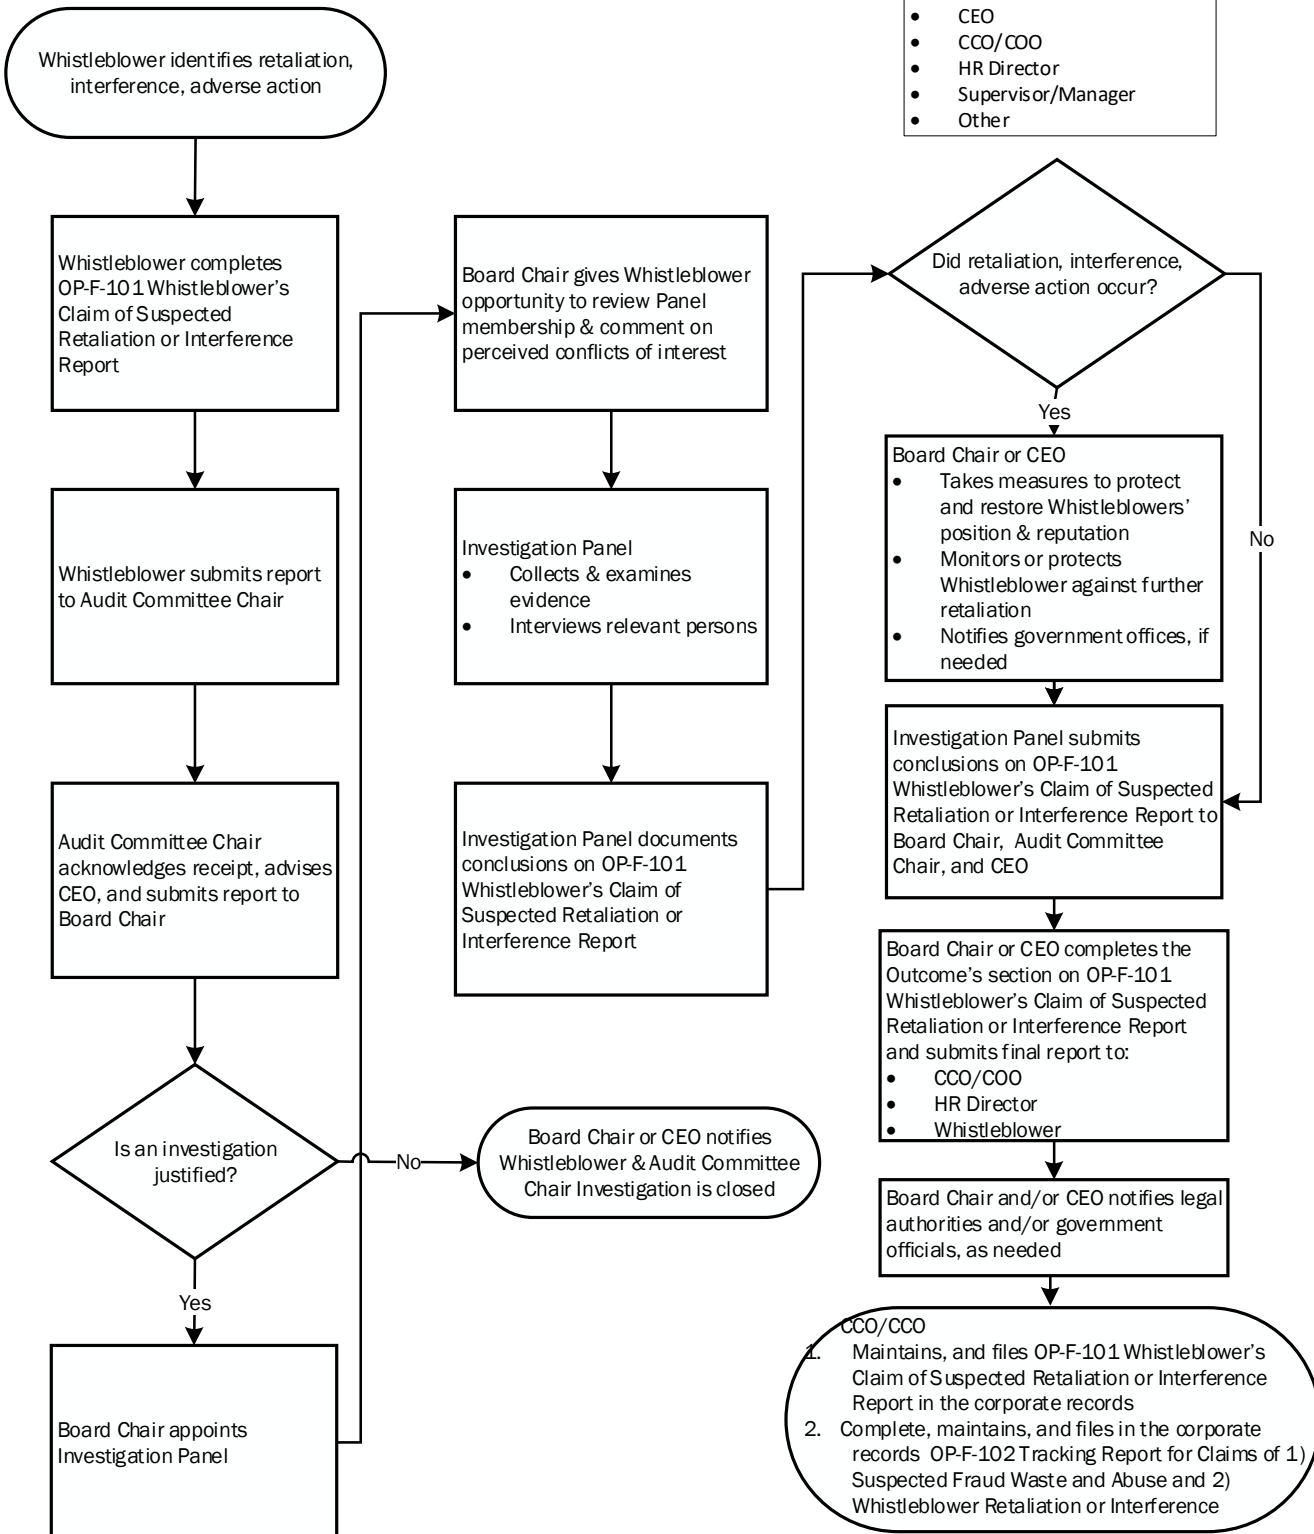 Whistleblower identifies retaliation,
interference, adverse action
Whistleblower completes
OP-F-101 Whistleblower's
Claim of Suspected
Retaliation or Interference
Report
Whistleblower submits report
to Audit Committee Chair
Audit Committee Chair
acknowledges receipt, advises
CEO, and submits report to
Board Chair
Is an investigation
justified?
No
Board Chair or CEO notifies
Whistleblower & Audit Committee
Chair Investigation is closed
Yes
Board Chair appoints
Investigation Panel
Board Chair gives Whistleblower
opportunity to review Panel
membership & comment on
perceived conflicts of interest
Investigation Panel
• Collects & examines
evidence
• Interviews relevant persons
Investigation Panel documents
conclusions on OP-F-101
Whistleblower's Claim of
Suspected Retaliation or
Interference Report
• CEO
• CCO/COO
• HR Director
• Supervisor/Manager
• Other
Did retaliation, interference,
adverse action occur?
Yes
No
Board Chair or CEO
• Takes measures to protect
and restore Whistleblowers'
position & reputation
• Monitors or protects
Whistleblower against further
retaliation
• Notifies government offices, if
needed
Investigation Panel submits
conclusions on OP-F-101
Whistleblower's Claim of Suspected
Retaliation or Interference Report to
Board Chair, Audit Committee
Chair, and CEO
Board Chair or CEO completes the
Outcome's section on OP-F-101
Whistleblower's Claim of Suspected
Retaliation or Interference Report
and submits final report to:
• CCO/COO
• HR Director
• Whistleblower
Board Chair and/or CEO notifies legal
authorities and/or government
officials, as needed
CCO/CCO
1. Maintains, and files OP-F-101 Whistleblower's
Claim of Suspected Retaliation or Interference
Report in the corporate records
2. Complete, maintains, and files in the corporate
records OP-F-102 Tracking Report for Claims of 1)
Suspected Fraud Waste and Abuse and 2)
Whistleblower Retaliation or Interference